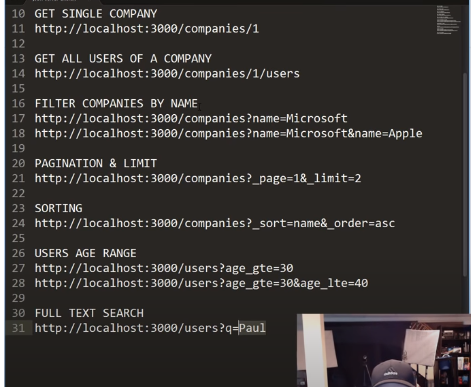 10 GET SINGLE COMPANY
11 http://localhost:3000/companies/1
12
13 GET ALL USERS OF A COMPANY
14 http://localhost:3000/companies/1/users
15
16 FILTER COMPANIES BY NAME
17 http://localhost:3000/companies?name=Microsoft
18 http://localhost:3000/companies?name=Microsoft&name=Apple
19
20 PAGINATION & LIMIT
21 http://localhost:3000/companies?_page=1&_limit=2
22
23 SORTING
24 http://localhost:3000/companies?_sort=name&_order=asc
25
26 USERS AGE RANGE
27 http://localhost:3000/users?age_gte=30
28 http://localhost:3000/users?age_gte=30&age_lte=40
29
30 FULL TEXT SEARCH
31 http://localhost:3000/users?q=Paul